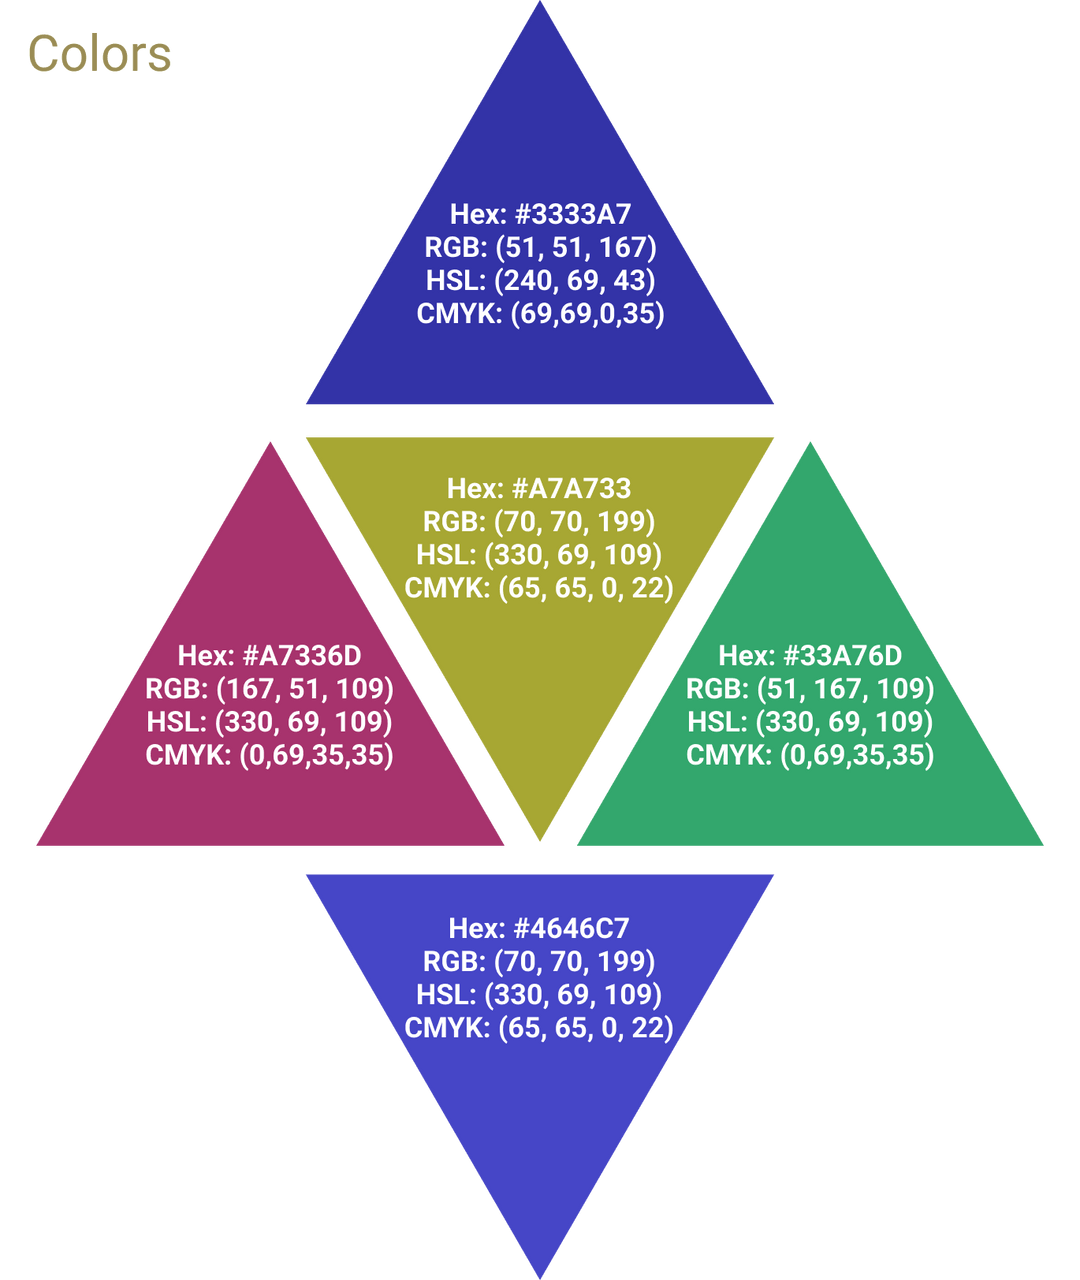 Colors
Hex: #3333A7
RGB: (51, 51, 167)
HSL: (240, 69, 43)
CMYK: (69,69,0,35)
Hex: #A7A733
RGB: (70, 70, 199)
HSL: (330, 69, 109)
CMYK: (65, 65, 0, 22)
Hex: #A7336D
RGB: (167, 51, 109)
HSL: (330, 69, 109)
CMYK: (0,69,35,35)
Hex: #33A76D
RGB: (51, 167, 109)
HSL: (330, 69, 109)
CMYK: (0,69,35,35)
Hex: #4646C7
RGB: (70, 70, 199)
HSL: (330, 69, 109)
CMYK: (65, 65, 0, 22)